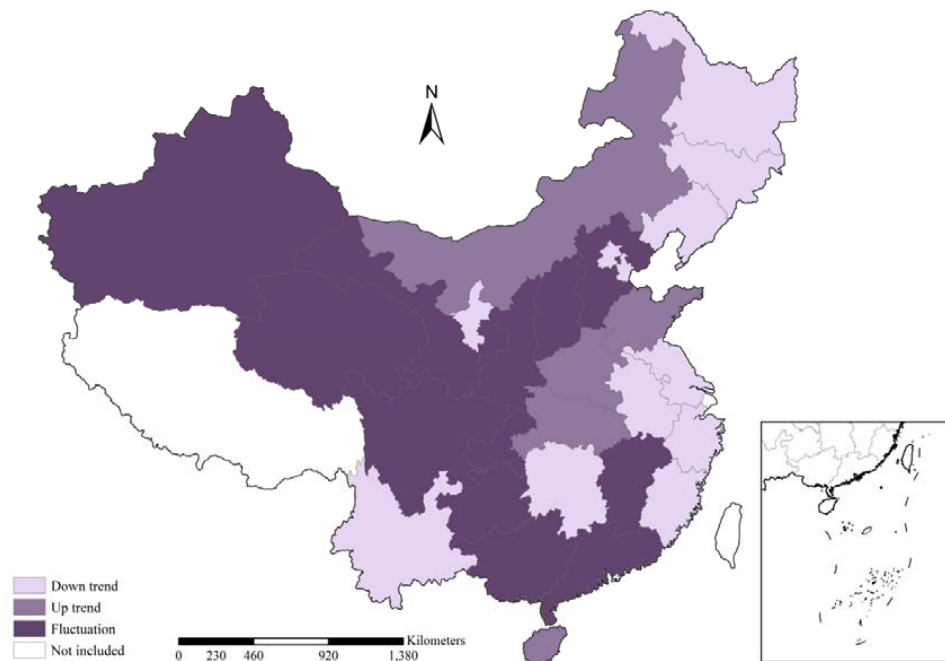 N
Down trend
Up trend
Fluctuation
Not included
Kilometers
0 230 460 920 1,380